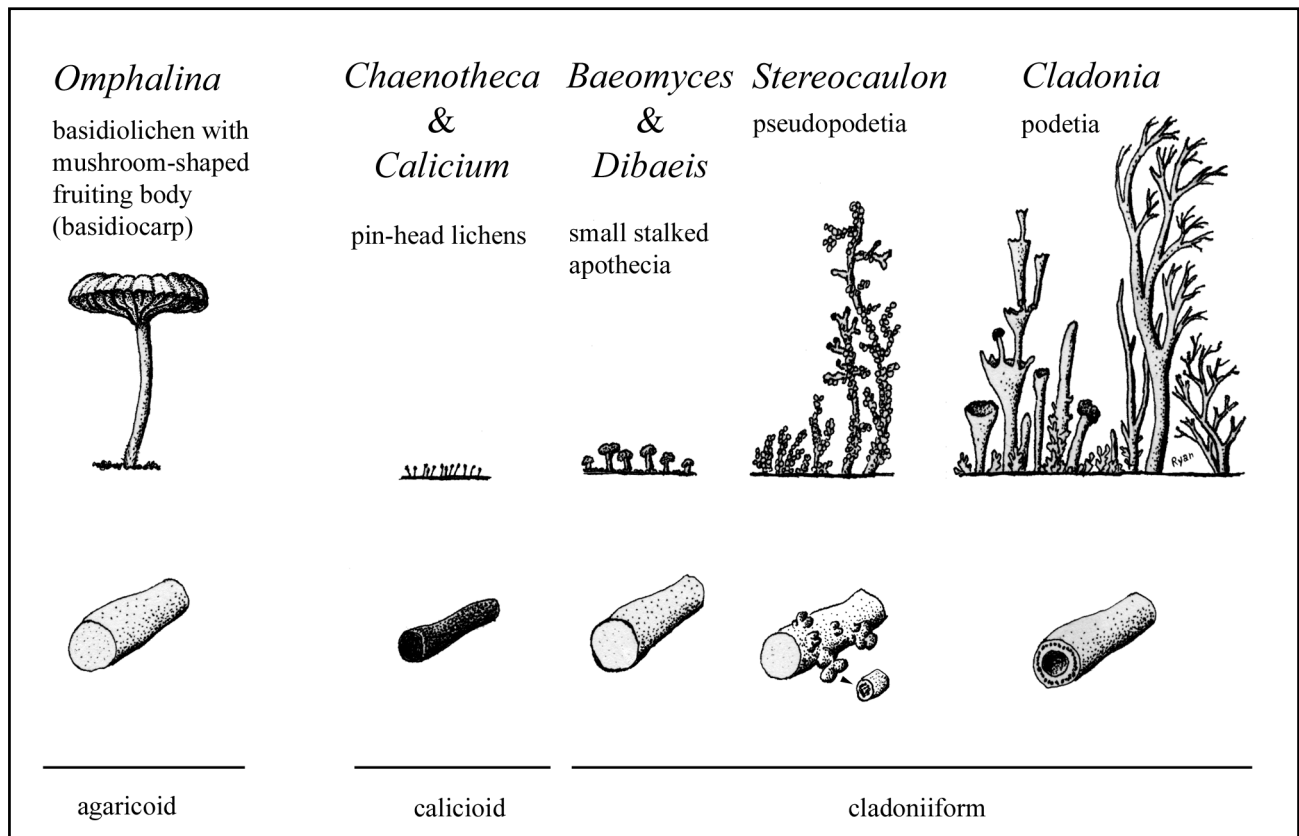 Omphalina
basidiolichen with
mushroom-shaped
fruiting body
(basidiocarp)
Chaenotheca
&
Calicium
pin-head lichens
Baeomyces
&
Dibaeis
small stalked
apothecia
Stereocaulon
pseudopodetia
Cladonia
podetia
Ryan
agaricoid
calicioid
cladoniiform